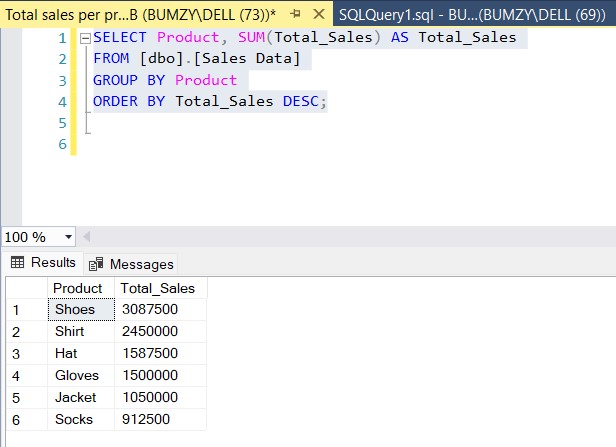 Total sales per pr...B (BUMZY\DELL (73))* SQLQuery1.sql - BU...(BUMZY\DELL (69))
1 SELECT Product, SUM(Total_Sales) AS Total_Sales
2 FROM [dbo].[Sales Data]
3 GROUP BY Product
4 ORDER BY Total_Sales DESC;
5
6
100 %
Results Messages
Product Total_Sales
1 Shoes 3087500
2 Shirt 2450000
3 Hat 1587500
4 Gloves 1500000
5 Jacket 1050000
6 Socks 912500